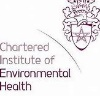 Chartered
Institute of
Environmental
Health